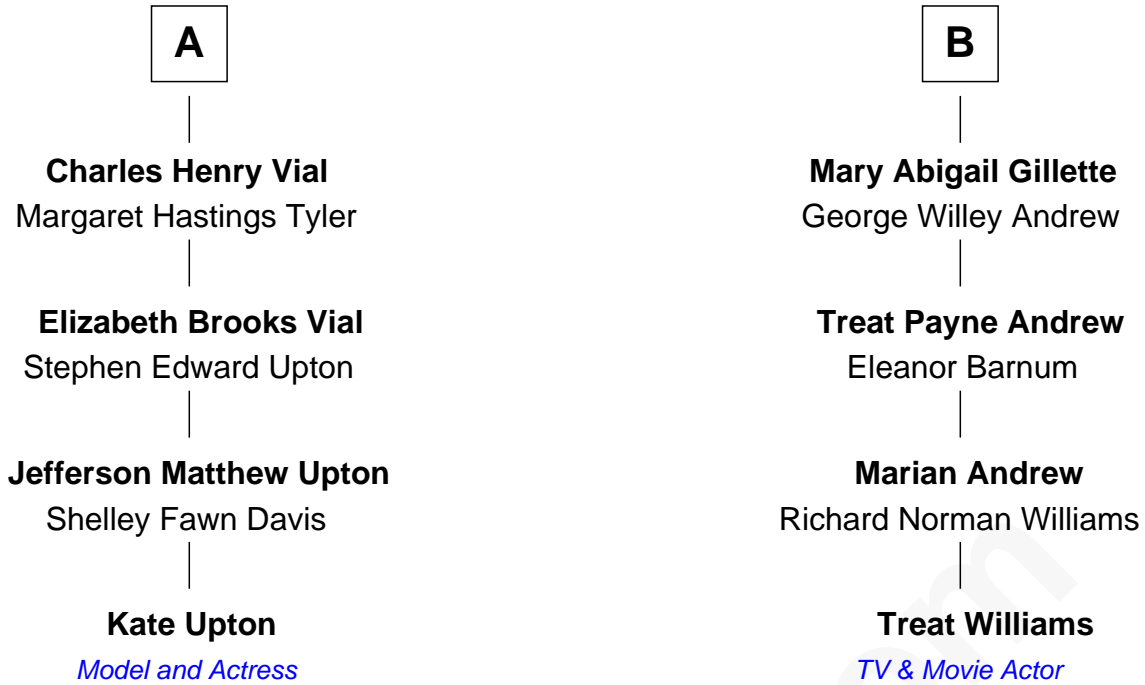 A
B
Charles Henry Vial
Margaret Hastings Tyler
Mary Abigail Gillette
George Willey Andrew
Elizabeth Brooks Vial
Stephen Edward Upton
Treat Payne Andrew
Eleanor Barnum
Jefferson Matthew Upton
Shelley Fawn Davis
Marian Andrew
Richard Norman Williams
Kate Upton
Model and Actress
Treat Williams
TV & Movie Actor